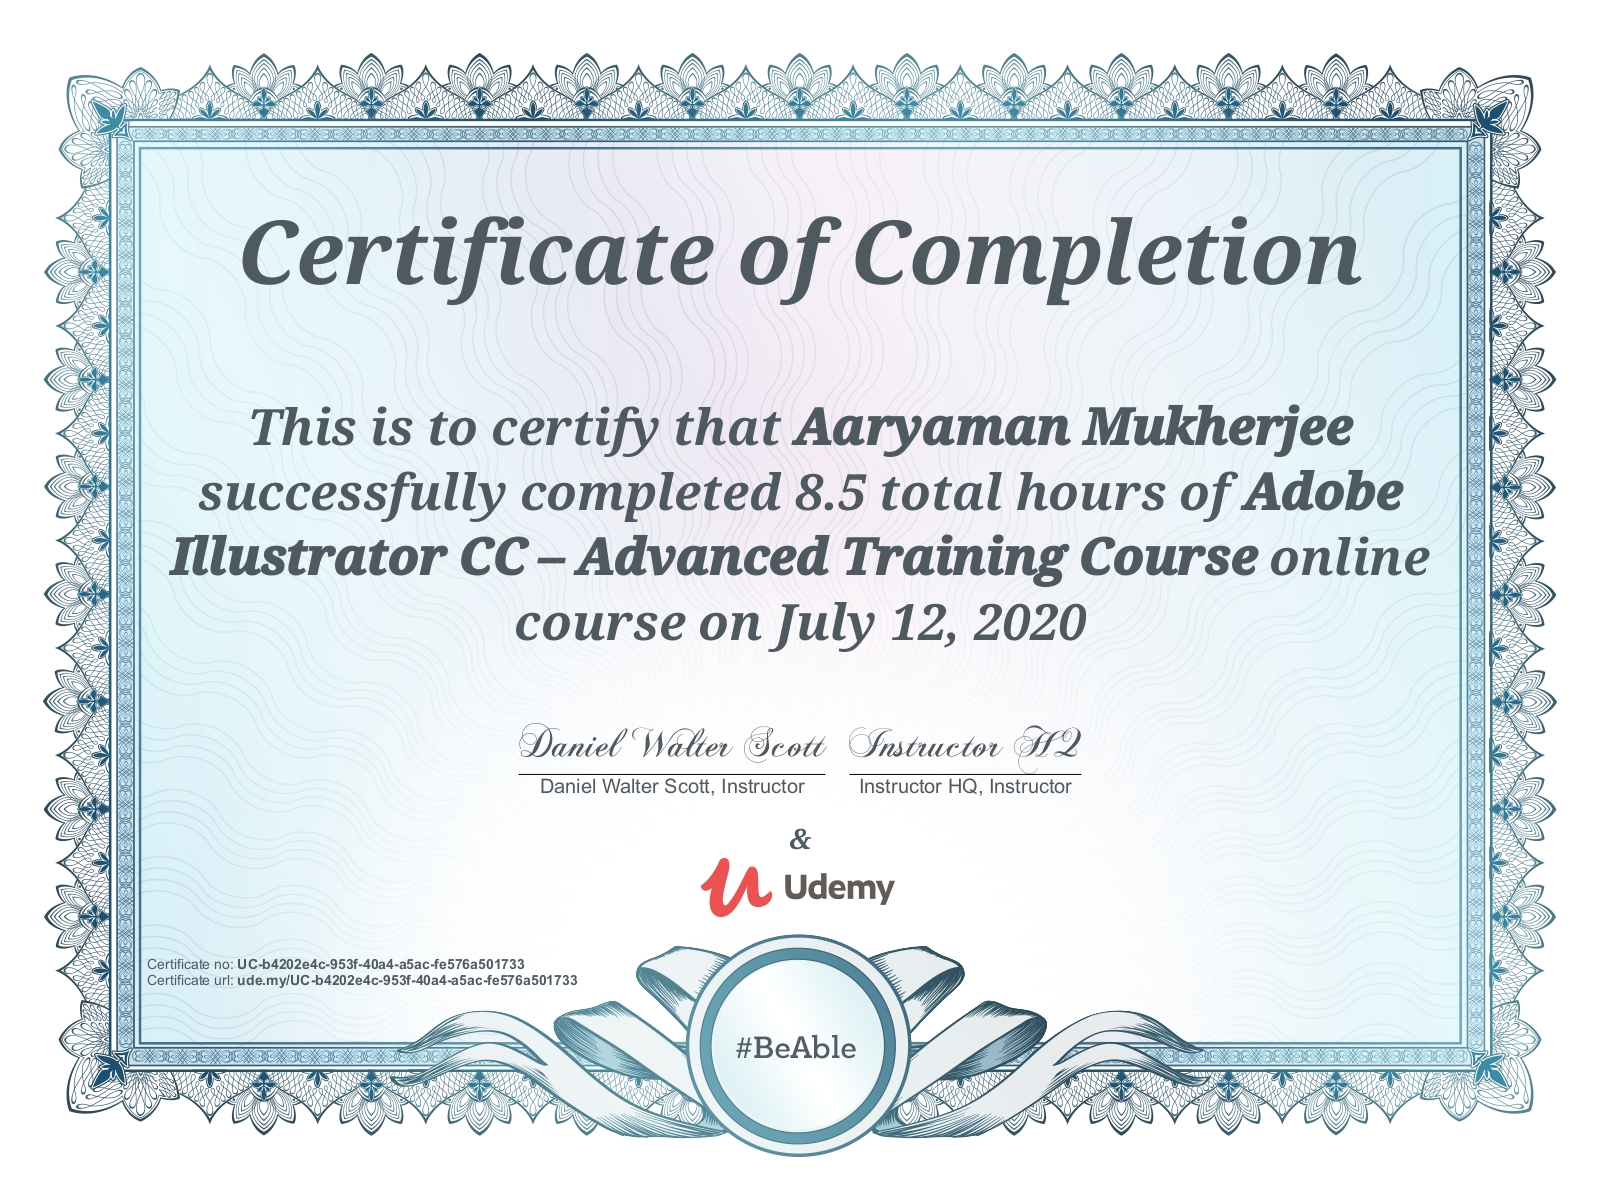 Certificate of Completion
This is to certify that Aaryaman Mukherjee
successfully completed 8.5 total hours of Adobe
Illustrator CC – Advanced Training Course online
course on July 12, 2020
Daniel Walter Scott Instructor HQ
Daniel Walter Scott, Instructor Instructor HQ, Instructor
&
Udemy
Certificate no: UC-b4202e4c-953f-40a4-a5ac-fe576a501733
Certificate url: ude.my/UC-b4202e4c-953f-40a4-a5ac-fe576a501733
#BeAble